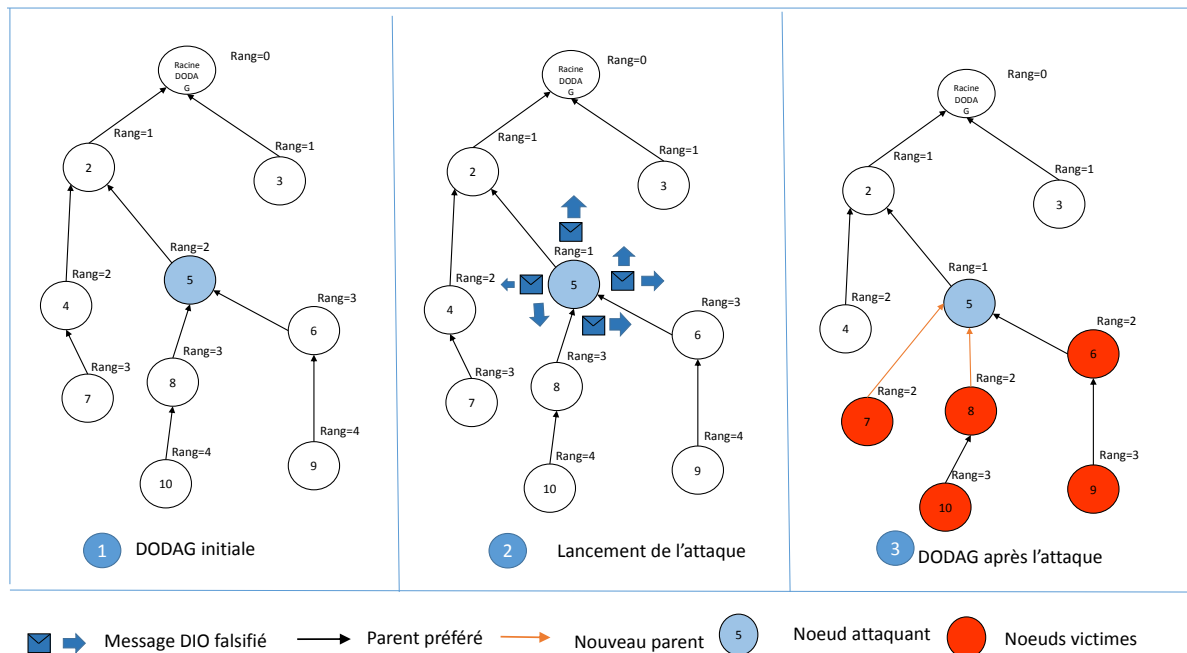 Racine
DODA
G
Rang=0
Rang=1
2
Rang=1
3
Rang=2
5
Rang=2
4
Rang=3
6
Rang=3
8
Rang=3
7
Rang=4
10
Rang=4
9
1 DODAG initiale
Racine
DODA
G
Rang=0
Rang=1
2
Rang=1
3
Rang=1
5
Rang=2
4
Rang=3
6
Rang=3
8
Rang=3
7
Rang=4
10
Rang=4
9
2 Lancement de l’attaque
Racine
DODA
G
Rang=0
Rang=1
2
Rang=1
3
Rang=1
5
Rang=2
4
Rang=2
6
Rang=2
7
Rang=2
8
Rang=3
10
Rang=3
9
3 DODAG après l’attaque
Message DIO falsifié
Parent préféré
Nouveau parent
5 Noeud attaquant
Noeuds victimes